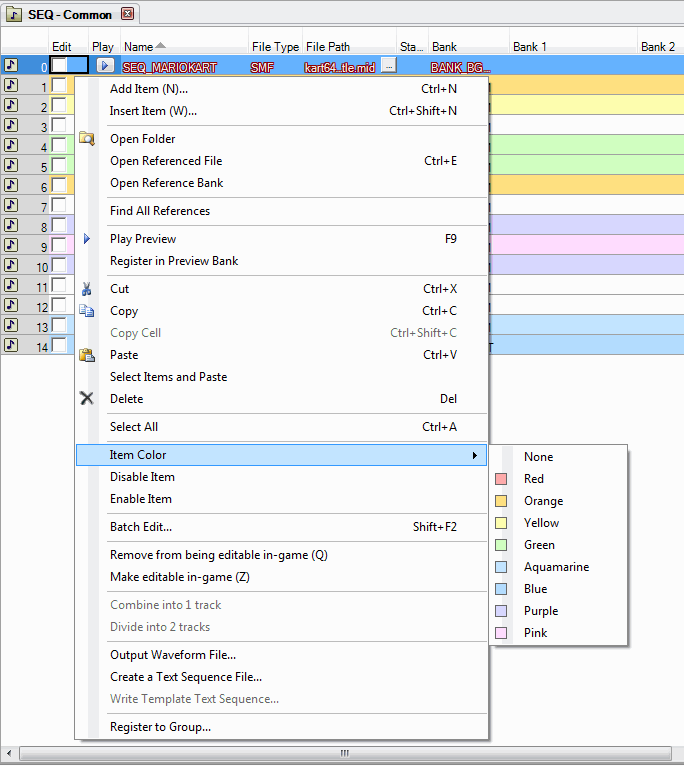 SEQ - Common
Edit Play Name File Type File Path Sta... Bank Bank 1 Bank 2
0 SEQ_MARIOKART SMF kart64..tle.mid ... BANK_BG...
1
2
3
4
5
6
7
8
9
10
11
12
13
14
Add Item (N)... Ctrl+N
Insert Item (W)... Ctrl+Shift+N
Open Folder
Open Referenced File Ctrl+E
Open Reference Bank
Find All References
Play Preview F9
Register in Preview Bank
Cut Ctrl+X
Copy Ctrl+C
Copy Cell Ctrl+Shift+C
Paste Ctrl+V
Select Items and Paste
Delete Del
Select All Ctrl+A
Item Color
Disable Item
Enable Item
Batch Edit... Shift+F2
Remove from being editable in-game (Q)
Make editable in-game (Z)
Combine into 1 track
Divide into 2 tracks
Output Waveform File...
Create a Text Sequence File...
Write Template Text Sequence...
Register to Group...
None
Red
Orange
Yellow
Green
Aquamarine
Blue
Purple
Pink